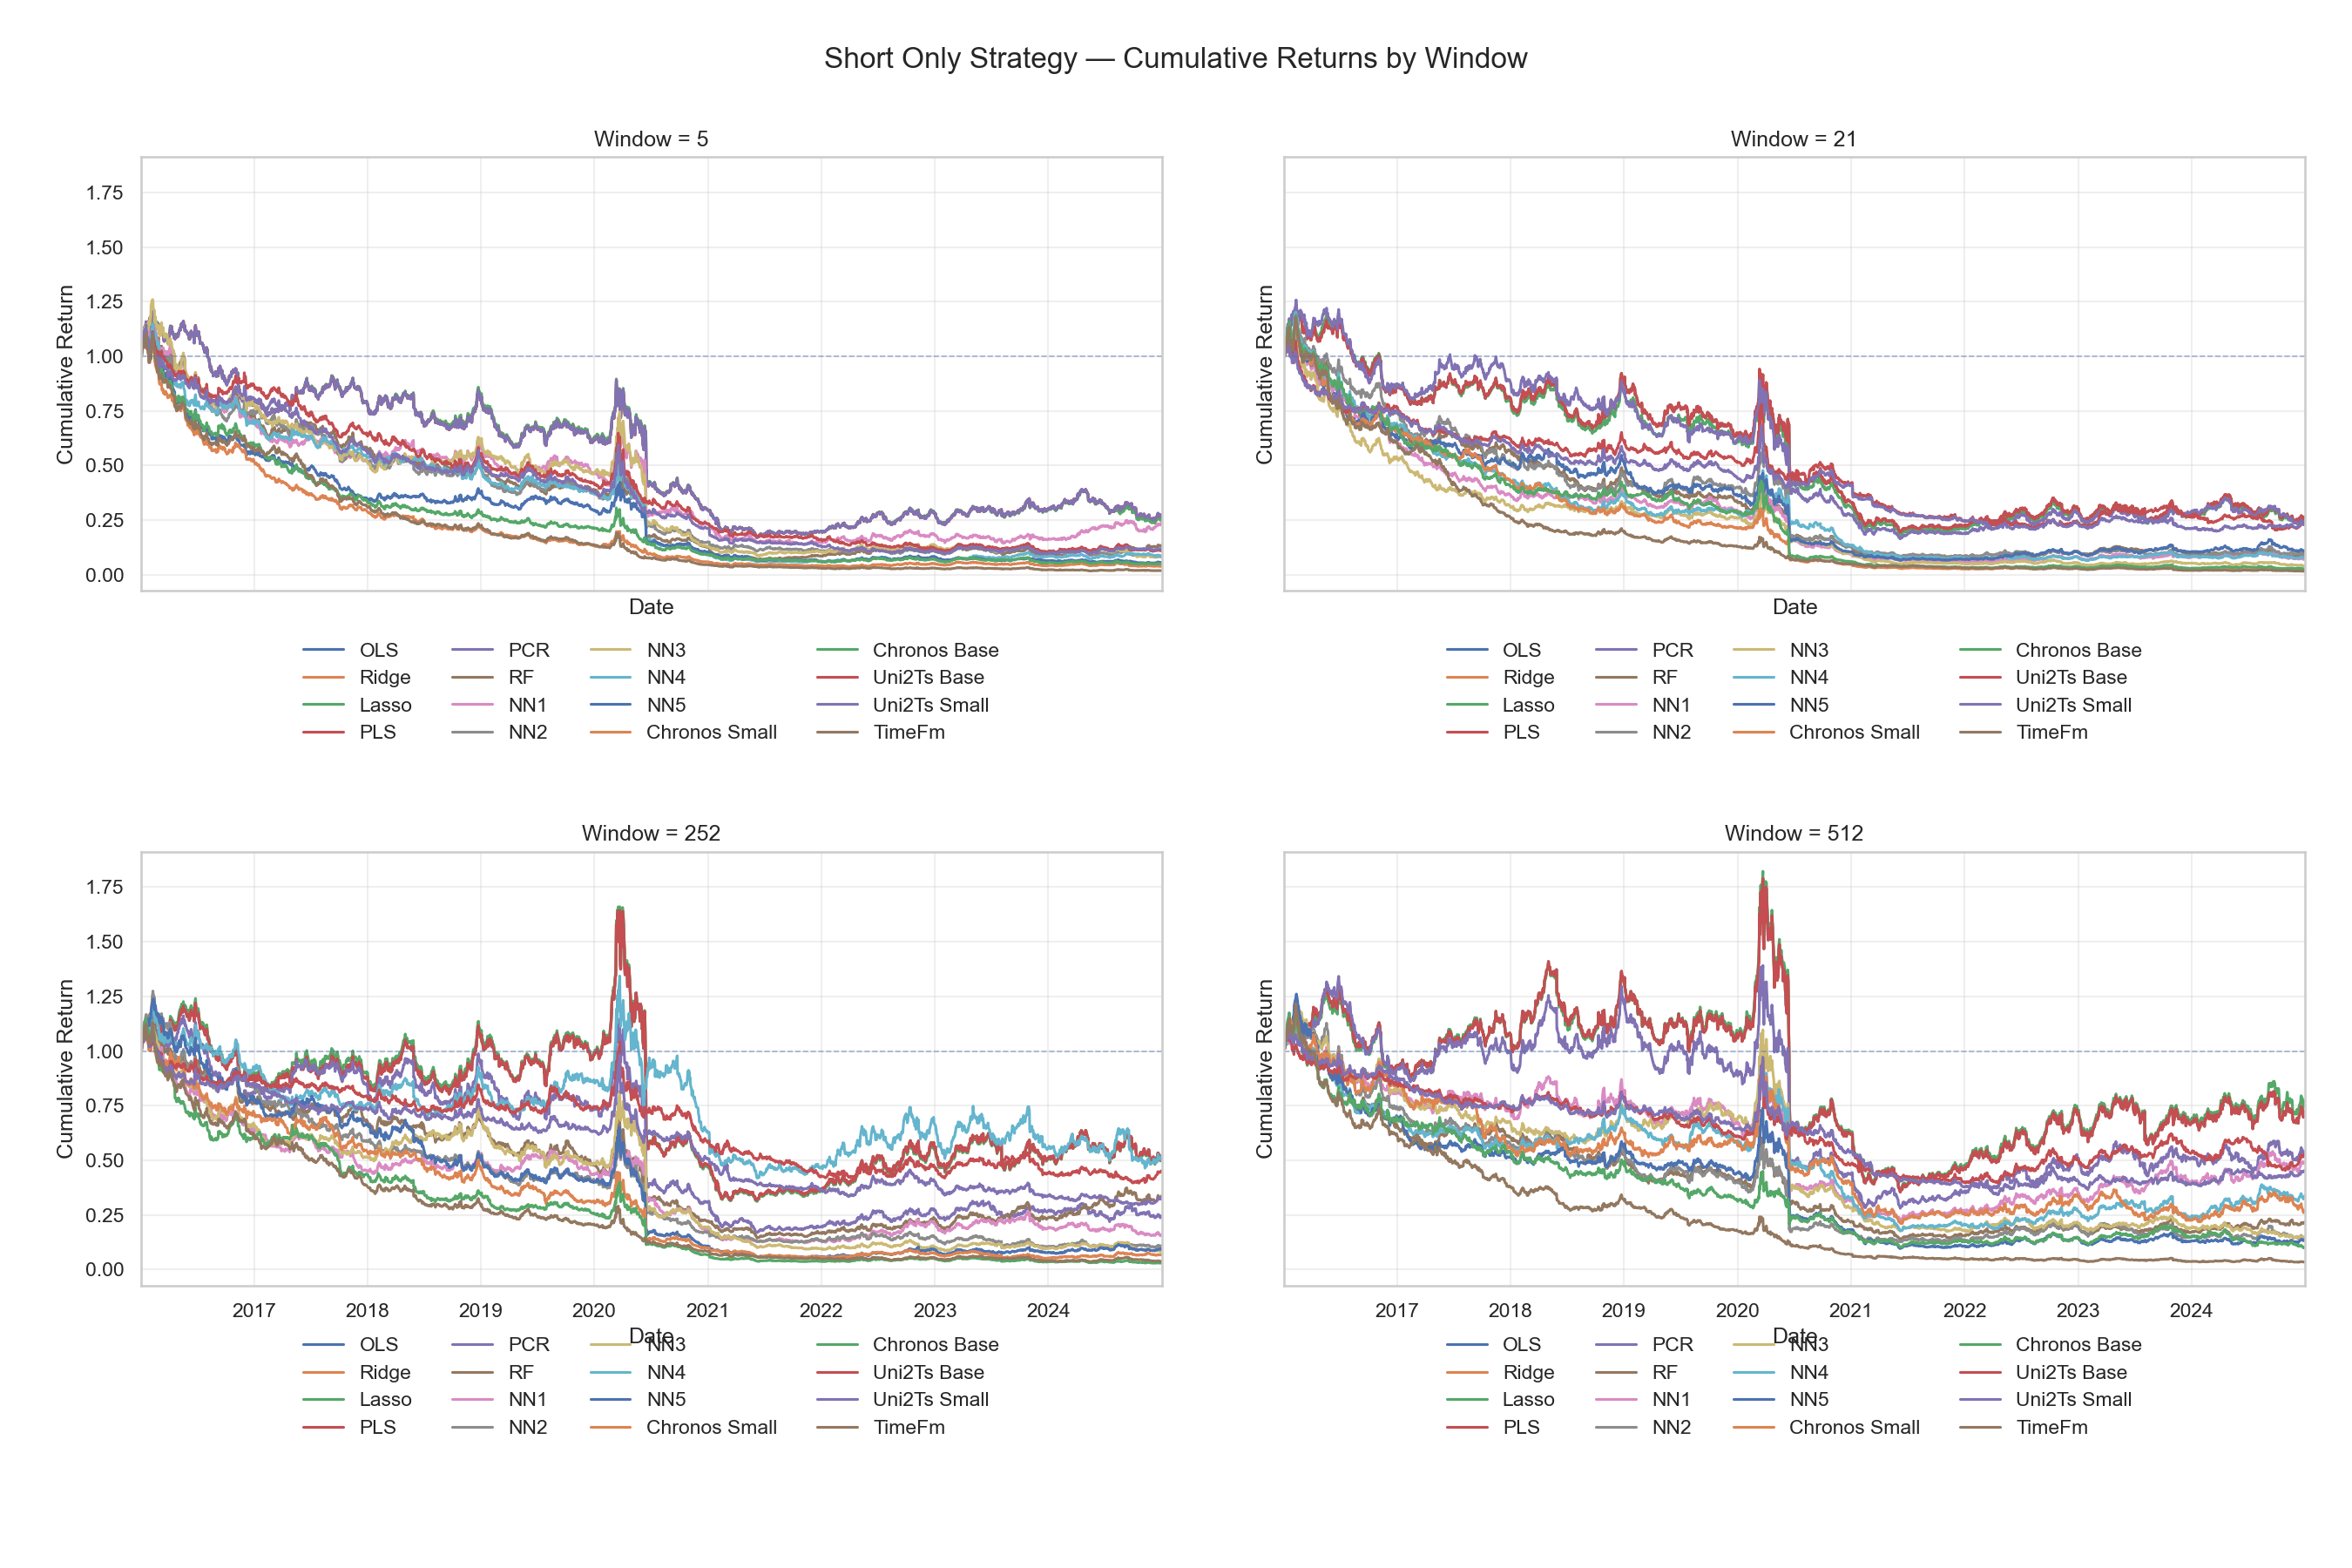 Short Only Strategy — Cumulative Returns by Window
Window = 5
Cumulative Return
1.75
1.50
1.25
1.00
0.75
0.50
0.25
0.00
Date
OLS PCR NN3 Chronos Base
Ridge RF NN4 Uni2Ts Base
Lasso NN1 NN5 Uni2Ts Small
PLS NN2 Chronos Small TimeFm
Window = 21
Cumulative Return
Date
OLS PCR NN3 Chronos Base
Ridge RF NN4 Uni2Ts Base
Lasso NN1 NN5 Uni2Ts Small
PLS NN2 Chronos Small TimeFm
Window = 252
Cumulative Return
1.75
1.50
1.25
1.00
0.75
0.50
0.25
0.00
2017 2018 2019 2020 2021 2022 2023 2024
Date
OLS PCR NN3 Chronos Base
Ridge RF NN4 Uni2Ts Base
Lasso NN1 NN5 Uni2Ts Small
PLS NN2 Chronos Small TimeFm
Window = 512
Cumulative Return
2017 2018 2019 2020 2021 2022 2023 2024
Date
OLS PCR NN3 Chronos Base
Ridge RF NN4 Uni2Ts Base
Lasso NN1 NN5 Uni2Ts Small
PLS NN2 Chronos Small TimeFm